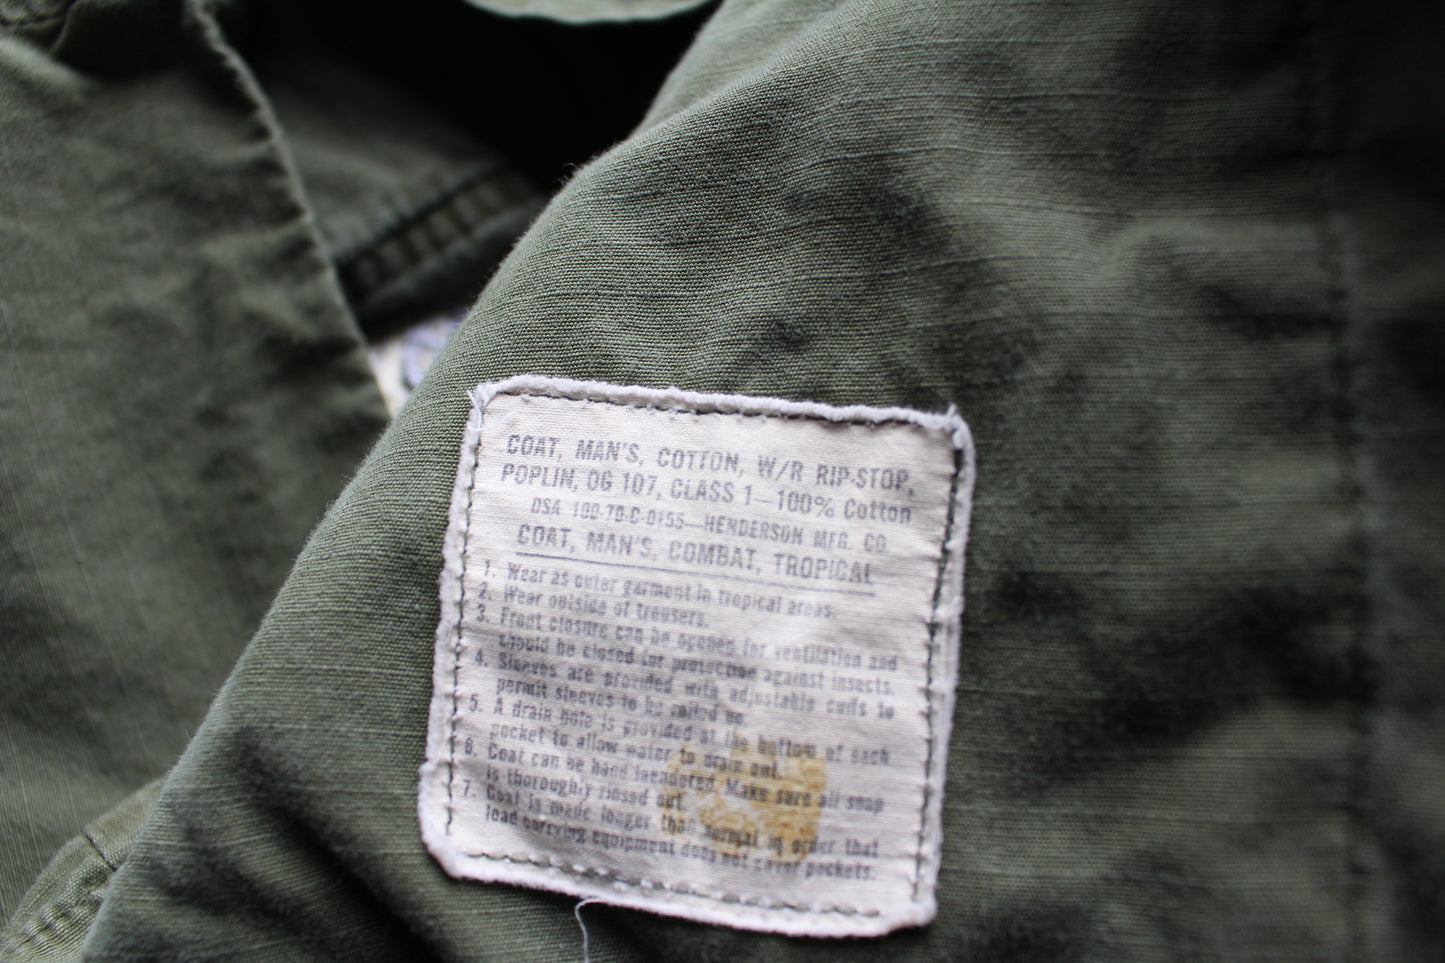 COAT, MAN'S, COTTON, W/R RIP-STOP,
POPLIN, OG 107, CLASS 1—100% Cotton
DSA 100-70-C-0155—HENDERSON MFG. CO.
COAT, MAN'S, COMBAT, TROPICAL
1. Wear as outer garment in tropical areas.
2. Wear outside of trousers.
3. Front closure can be opened for ventilation and
should be closed for protection against insects.
4. Sleeves are provided with adjustable cuffs to
permit sleeves to be rolled up.
5. A drain hole is provided at the bottom of each
pocket to allow water to drain out.
6. Coat can be hand laundered. Make sure all soap
is thoroughly rinsed out.
7. Coat is made longer than normal in order that
load carrying equipment does not cover pockets.